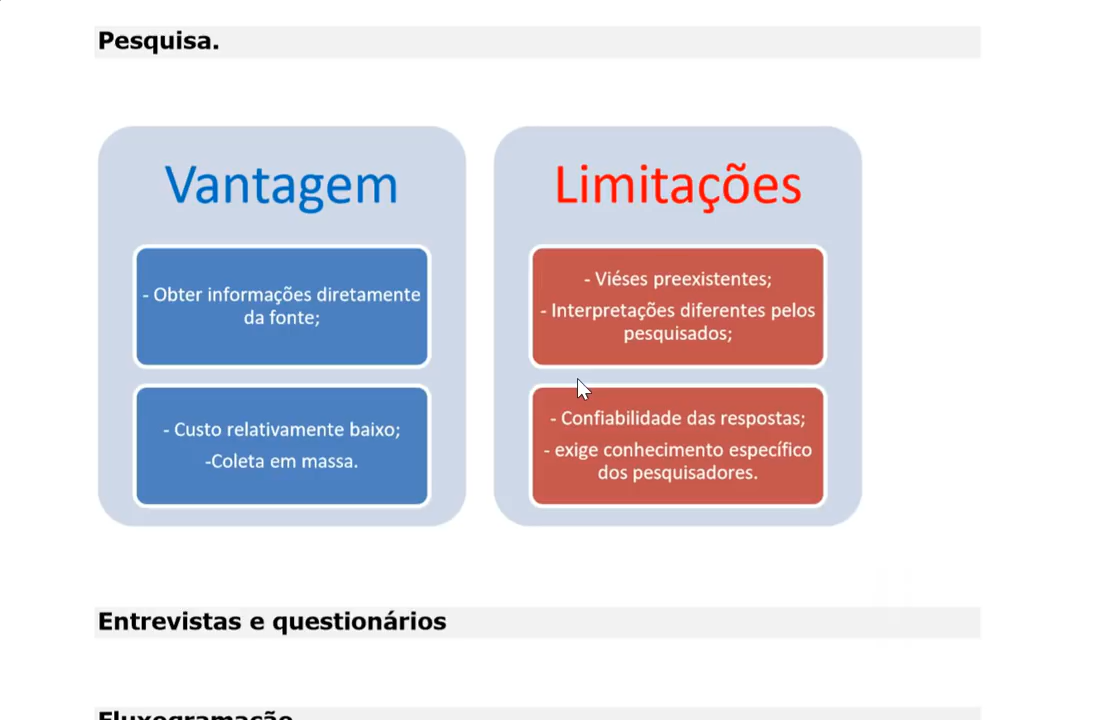 Pesquisa.
Vantagem
- Obter informações diretamente
da fonte;
- Custo relativamente baixo;
-Coleta em massa.
Limitações
- Viéses preexistentes;
- Interpretações diferentes pelos
pesquisados;
- Confiabilidade das respostas;
- exige conhecimento específico
dos pesquisadores.
Entrevistas e questionários
Fluxogramação